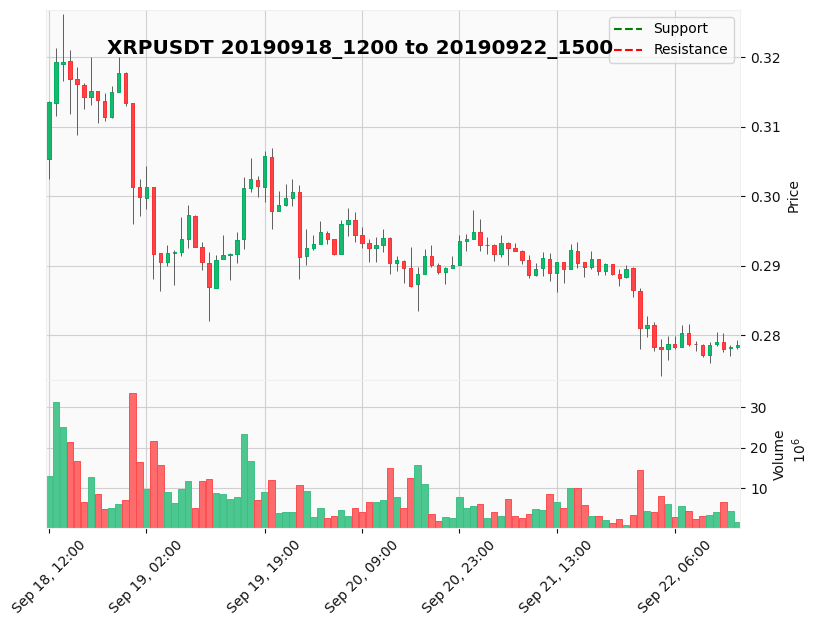 XRPUSDT 20190918_1200 to 20190922_1500
Support
Resistance
0.32
0.31
0.30
0.29
0.28
Price
30
20
10
Volume
10^6
Sep 18, 12:00
Sep 19, 02:00
Sep 19, 19:00
Sep 20, 09:00
Sep 20, 23:00
Sep 21, 13:00
Sep 22, 06:00